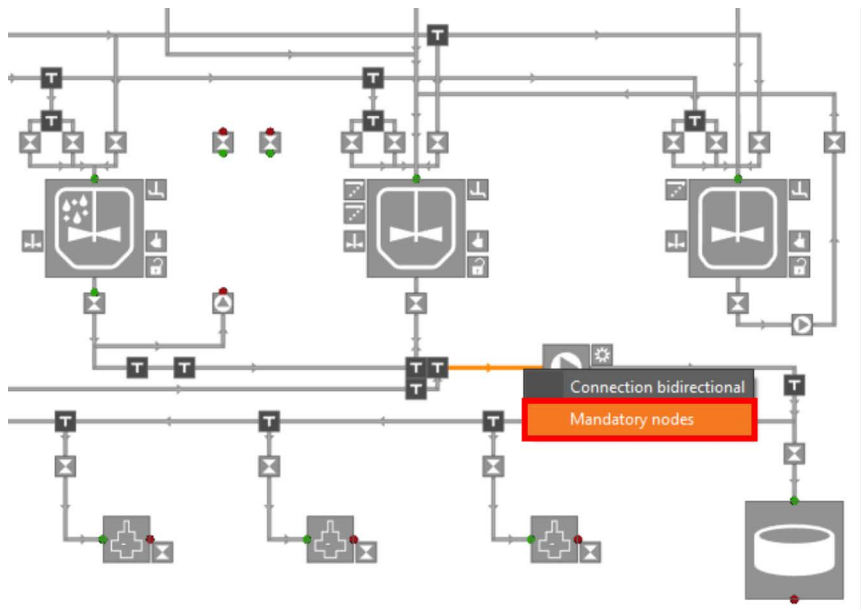 T
T T
T T T
T T T T
T
Connection bidirectional
T
T T T
Mandatory nodes